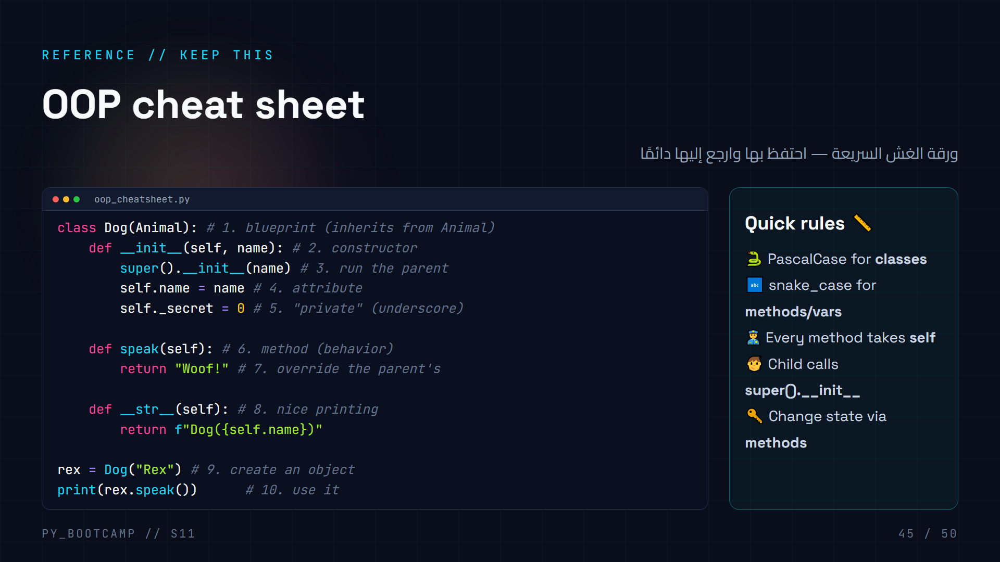 REFERENCE // KEEP THIS
OOP cheat sheet
ورقة الغش السريعة — احتفظ بها وارجع إليها دائمًا
oop_cheatsheet.py
class Dog(Animal): # 1. blueprint (inherits from Animal)
    def __init__(self, name): # 2. constructor
        super().__init__(name) # 3. run the parent
        self.name = name # 4. attribute
        self._secret = 0 # 5. "private" (underscore)
    def speak(self): # 6. method (behavior)
        return "Woof!" # 7. override the parent's
    def __str__(self): # 8. nice printing
        return f"Dog({self.name})"
rex = Dog("Rex") # 9. create an object
print(rex.speak())      # 10. use it
Quick rules 📏
🐍 PascalCase for classes
🔤 snake_case for
methods/vars
👮 Every method takes self
🧒 Child calls
super().__init__
🔑 Change state via
methods
PY_BOOTCAMP // S11
45 / 50